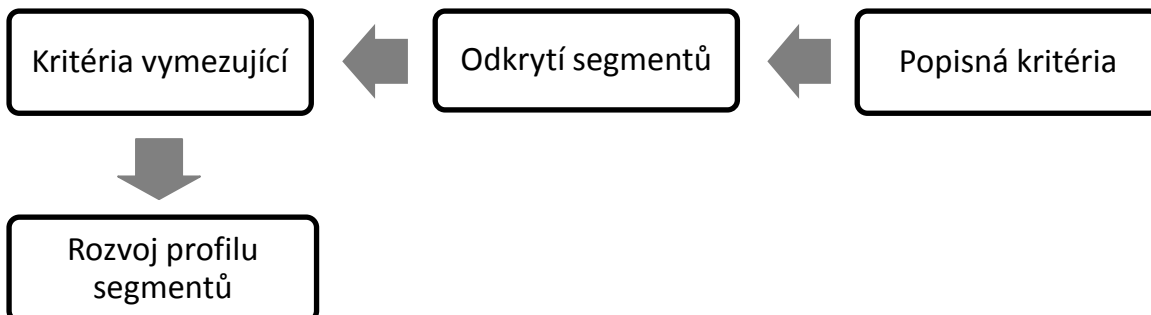 Kritéria vymezující
Odkrytí segmentů
Popisná kritéria
Rozvoj profilu
segmentů